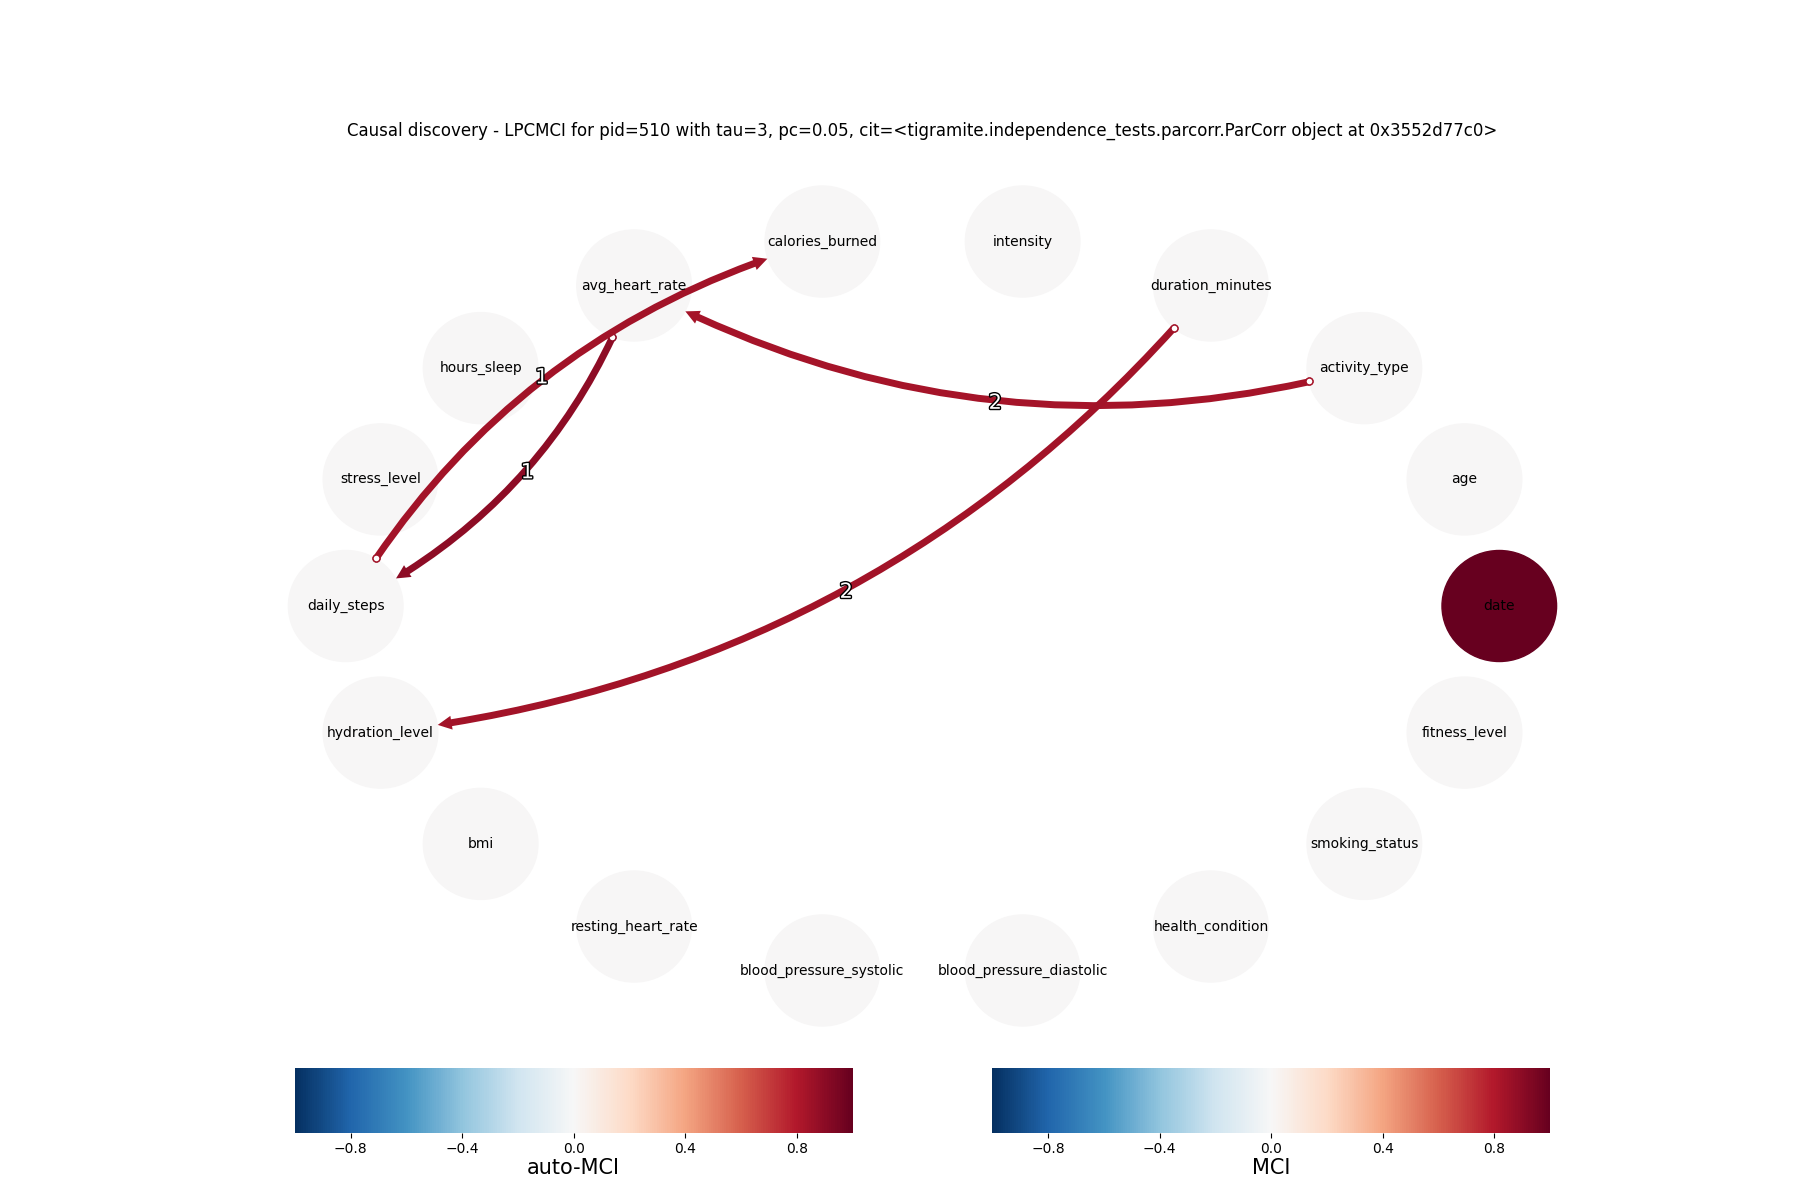 Causal discovery - LPCMCI for pid=510 with tau=3, pc=0.05, cit=<tigramite.independence_tests.parcorr.ParCorr object at 0x3552d77c0>
calories_burned
intensity
avg_heart_rate
duration_minutes
hours_sleep
activity_type
1
2
1
stress_level
age
daily_steps
date
2
hydration_level
fitness_level
bmi
smoking_status
resting_heart_rate
health_condition
blood_pressure_systolic
blood_pressure_diastolic
−0.8 −0.4 0.0 0.4 0.8
auto-MCI
−0.8 −0.4 0.0 0.4 0.8
MCI